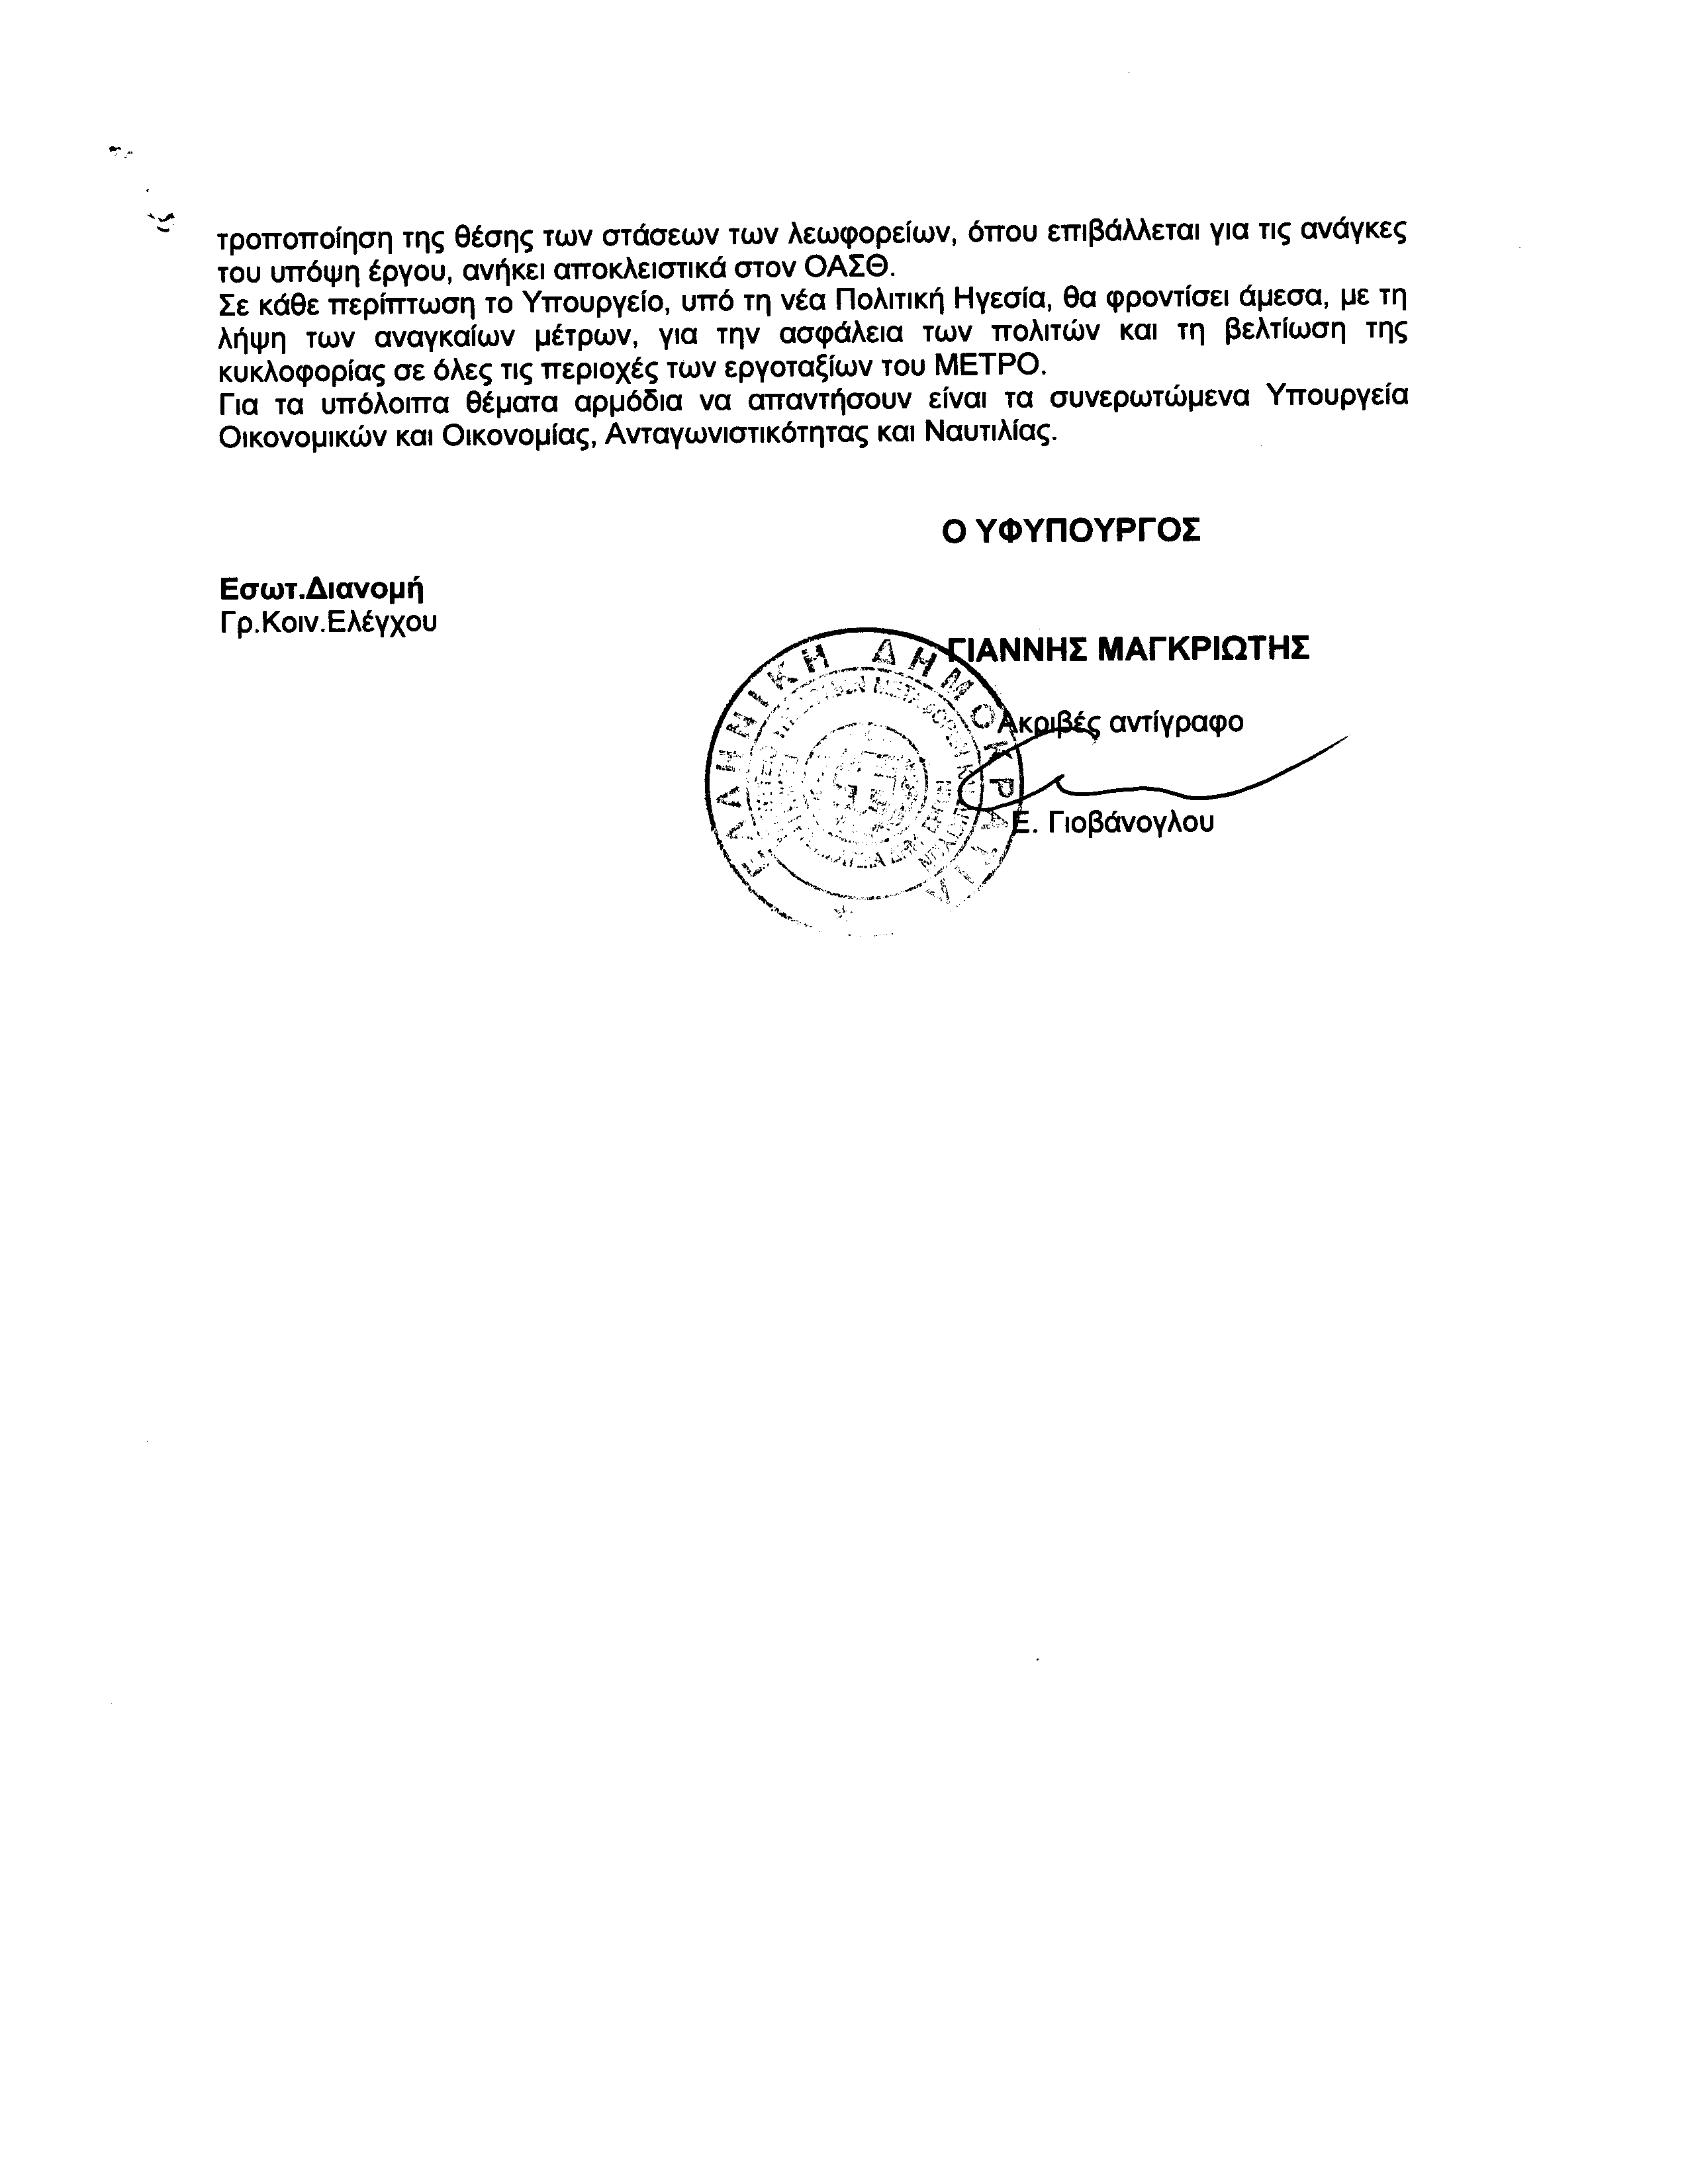 τροποποίηση της θέσης των στάσεων των λεωφορείων, όπου επιβάλλεται για τις ανάγκες
του υπόψη έργου, ανήκει αποκλειστικά στον ΟΑΣΘ.
Σε κάθε περίπτωση το Υπουργείο, υπό τη νέα Πολιτική Ηγεσία, θα φροντίσει άμεσα, με τη
λήψη των αναγκαίων μέτρων, για την ασφάλεια των πολιτών και τη βελτίωση της
κυκλοφορίας σε όλες τις περιοχές των εργοταξίων του ΜΕΤΡΟ.
Για τα υπόλοιπα θέματα αρμόδια να απαντήσουν είναι τα συνερωτώμενα Υπουργεία
Οικονομικών και Οικονομίας, Ανταγωνιστικότητας και Ναυτιλίας.
Ο ΥΦΥΠΟΥΡΓΟΣ
Εσωτ.Διανομή
Γρ.Κοιν.Ελέγχου
ΓΙΑΝΝΗΣ ΜΑΓΚΡΙΩΤΗΣ
Ακριβές αντίγραφο
Ε. Γιοβάνογλου
ΕΛΛΗΝΙΚΗ ΔΗΜΟΚΡΑΤΙΑ